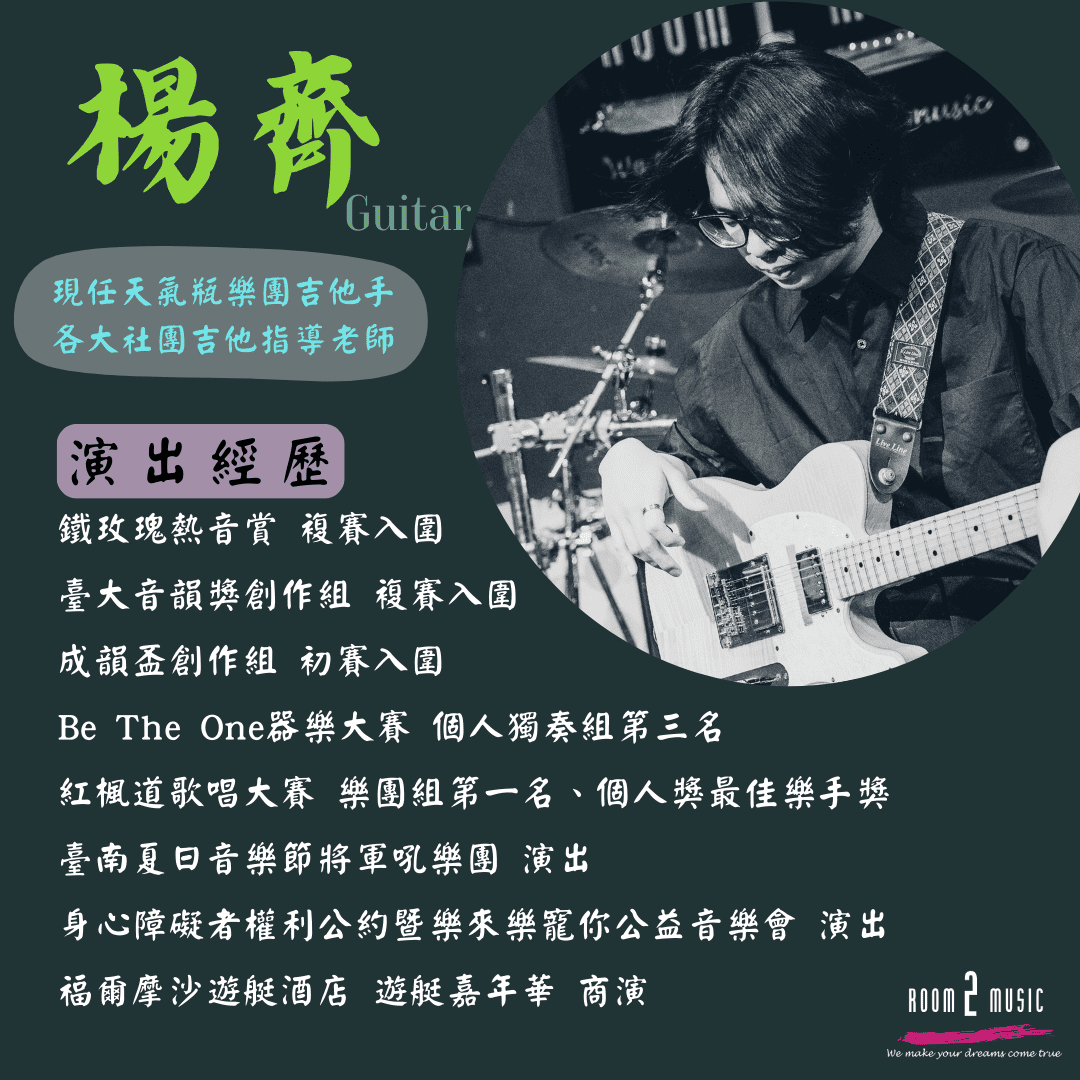 楊齊
Guitar
現任天氣瓶樂團吉他手
各大社團吉他指導老師
演出經歷
鐵玫瑰熱音賞 複賽入圍
臺大音韻獎創作組 複賽入圍
成韻盃創作組 初賽入圍
Be The One器樂大賽 個人獨奏組第三名
紅楓道歌唱大賽 樂團組第一名、個人獎最佳樂手獎
臺南夏日音樂節將軍吼樂團 演出
身心障礙者權利公約暨樂來樂寵你公益音樂會 演出
福爾摩沙遊艇酒店 遊艇嘉年華 商演
music
Live Line
ROOM 2 MUSIC
We make your dreams come true